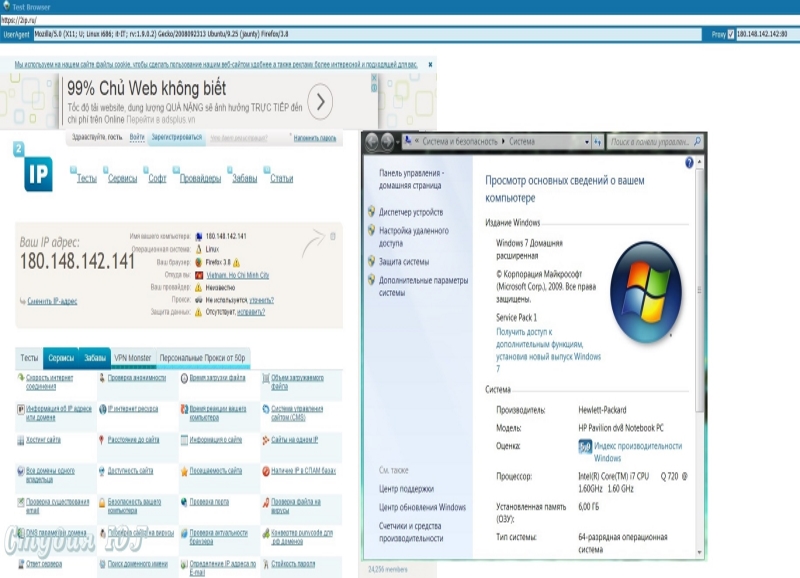 Test Browser
https://2ip.ru/
UserAgent Mozilla/5.0 (X11; U; Linux i686; it-IT; rv:1.9.0.2) Gecko/2008092313 Ubuntu/9.25 (jaunty) Firefox/3.8 Proxy 180.148.142.142:80
Мы используем на нашем сайте файлы cookie, чтобы сделать пользование нашим веб-сайтом удобнее а также рекламу более интересной и подходящей для вас.
99% Chủ Web không biết
Tốc độ tải website, dung lượng QUÁ NẶNG sẽ ảnh hưởng TRỰC TIẾP đến
chi phí trên Online Перейти в adsplus.vn
Здравствуйте, гость. Войти Зарегистрироваться Напомнить пароль
2 IP
Тесты Сервисы Софт Провайдеры Забавы Статьи
Ваш IP адрес:
180.148.142.141
Сменить IP-адрес
Имя вашего компьютера: 180.148.142.141
Операционная система: Linux
Ваш браузер: Firefox 3.8
Откуда вы: Vietnam, Ho Chi Minh City
Ваш провайдер: Неизвестно
Прокси: Не используется, уточнить?
Защита данных: Отсутствует, исправить?
Тесты Сервисы Забавы VPN Monster Персональные Прокси от 50р
Скорость интернет соединения
Проверка анонимности
Время загрузки файла
Объем загружаемого файла
Информация об IP адресе или домене
IP интернет ресурса
Время реакции вашего компьютера
Система управления сайтом (CMS)
Хостинг сайта
Расстояние до сайта
Информация о сайте
Сайты на одном IP
Все домены одного владельца
Доступность сайта
Посещаемость сайта
Наличие IP в СПАМ базах
Проверка существования email
Безопасность вашего компьютера
Проверка порта
Проверка файла на вирусы
DNS параметры домена
Проверка сайта на вирусы
Проверка актуальности браузера
Конвертер punycode для рф доменов
Ответ сервера
Поиск доменного имени
Определение IP адреса по E-mail
Стойкость пароля
Студия ЮГ
« Система и безопасность Система Поиск в панели управлен...
Панель управления -
домашняя страница
Диспетчер устройств
Настройка удаленного
доступа
Защита системы
Дополнительные параметры
системы
См. также
Центр поддержки
Центр обновления Windows
Счетчики и средства
производительности
Просмотр основных сведений о вашем
компьютере
Издание Windows
Windows 7 Домашняя
расширенная
© Корпорация Майкрософт
(Microsoft Corp.), 2009. Все права
защищены.
Service Pack 1
Получить доступ к
дополнительным функциям,
установив новый выпуск Windows
7
Система
Производитель: Hewlett-Packard
Модель: HP Pavilion dv8 Notebook PC
Оценка: 5,0 Индекс производительности
Windows
Процессор: Intel(R) Core(TM) i7 CPU Q 720 @
1.60GHz 1.60 GHz
Установленная память
(ОЗУ): 6,00 ГБ
Тип системы: 64-разрядная операционная
система
24,256 members